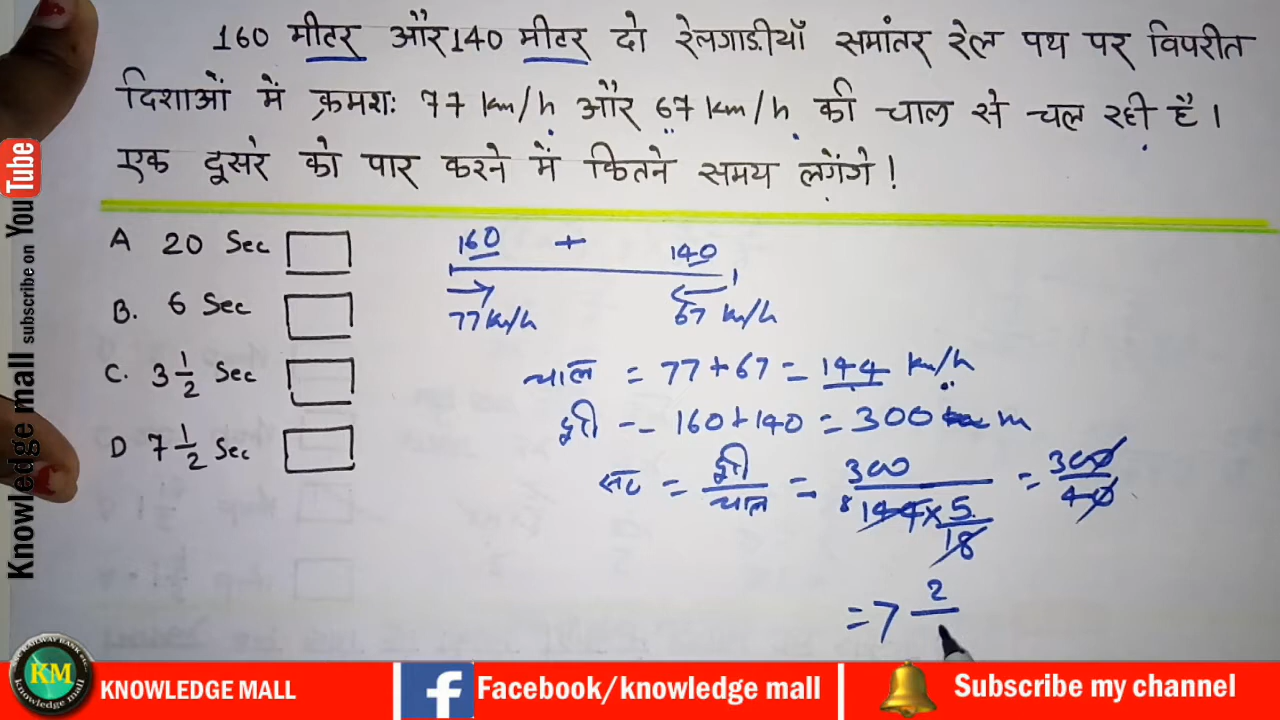 160 मीटर और 140 मीटर दो रेलगाडीयाँ समांतर रेल पथ पर विपरीत
दिशाओं में क्रमशः 77 km/h और 67 km/h की चाल से चल रही है।
एक दूसरे को पार करने में कितने समय लगेंगे!
A 20 Sec
B. 6 Sec
C. 3 1/2 Sec
D 7 1/2 Sec
160 + 140
77 km/h 67 km/h
चाल = 77+67 = 144 km/h
160+140 = 300 m
= चाल = 300 / 144 × 5/18 = 300/40
8
= 7 2
Knowledge mall subscribe on YouTube
KM
knowledge mall
KNOWLEDGE MALL
f Facebook/knowledge mall
Subscribe my channel